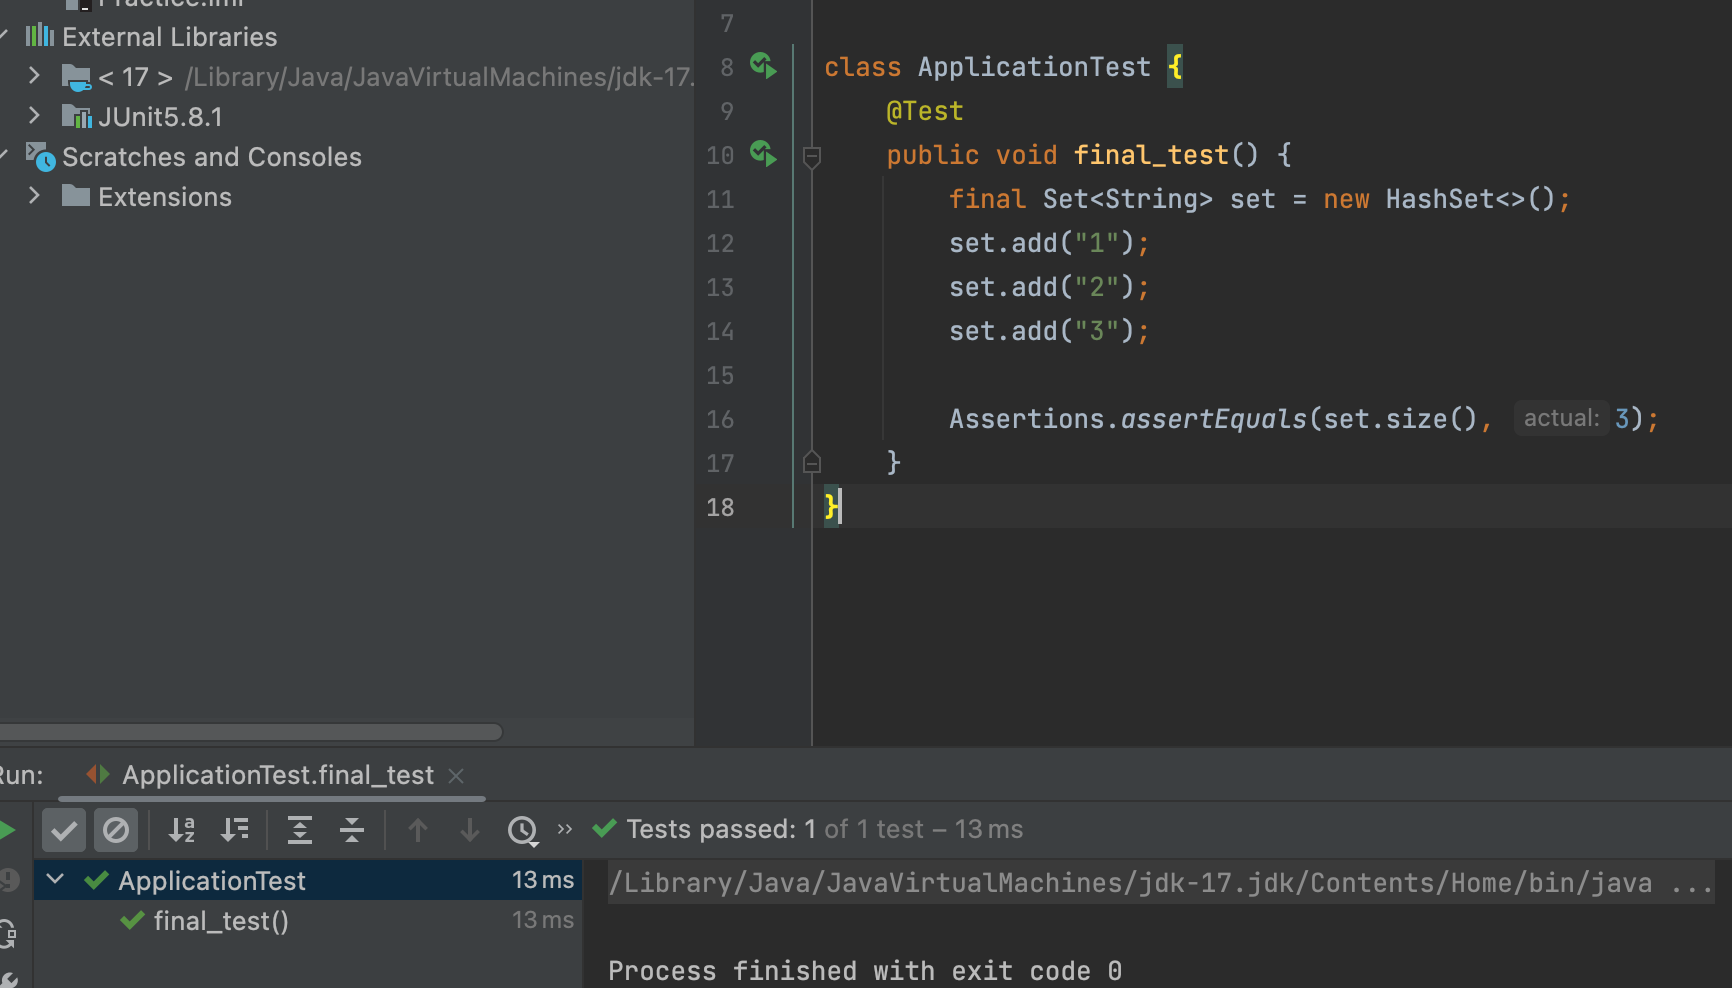 Practice.iml
External Libraries
< 17 > /Library/Java/JavaVirtualMachines/jdk-17.
JUnit5.8.1
Scratches and Consoles
Extensions
7
8 class ApplicationTest {
9 @Test
10 public void final_test() {
11 final Set<String> set = new HashSet<>();
12 set.add("1");
13 set.add("2");
14 set.add("3");
15
16 Assertions.assertEquals(set.size(), actual: 3);
17 }
18 }
Run: ApplicationTest.final_test
Tests passed: 1 of 1 test – 13 ms
ApplicationTest 13 ms
final_test() 13 ms
/Library/Java/JavaVirtualMachines/jdk-17.jdk/Contents/Home/bin/java ...
Process finished with exit code 0